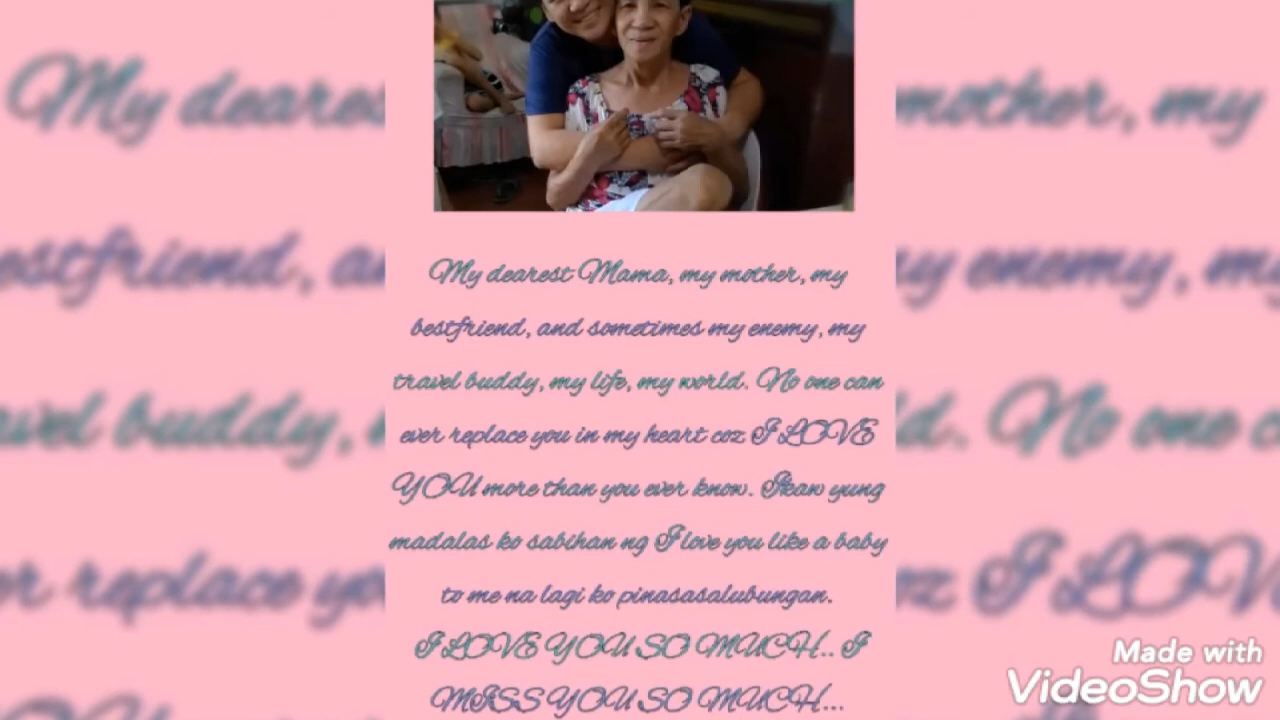 My dearest Mama, my mother, my
bestfriend, and sometimes my enemy, my
travel buddy, my life, my world. No one can
ever replace you in my heart coz I LOVE
YOU more than you ever know. Ikaw yung
madalas ko sabihan ng I love you like a baby
to me na lagi ko pinasasalubungan.
I LOVE YOU SO MUCH.. I
MISS YOU SO MUCH...
Made with
VideoShow